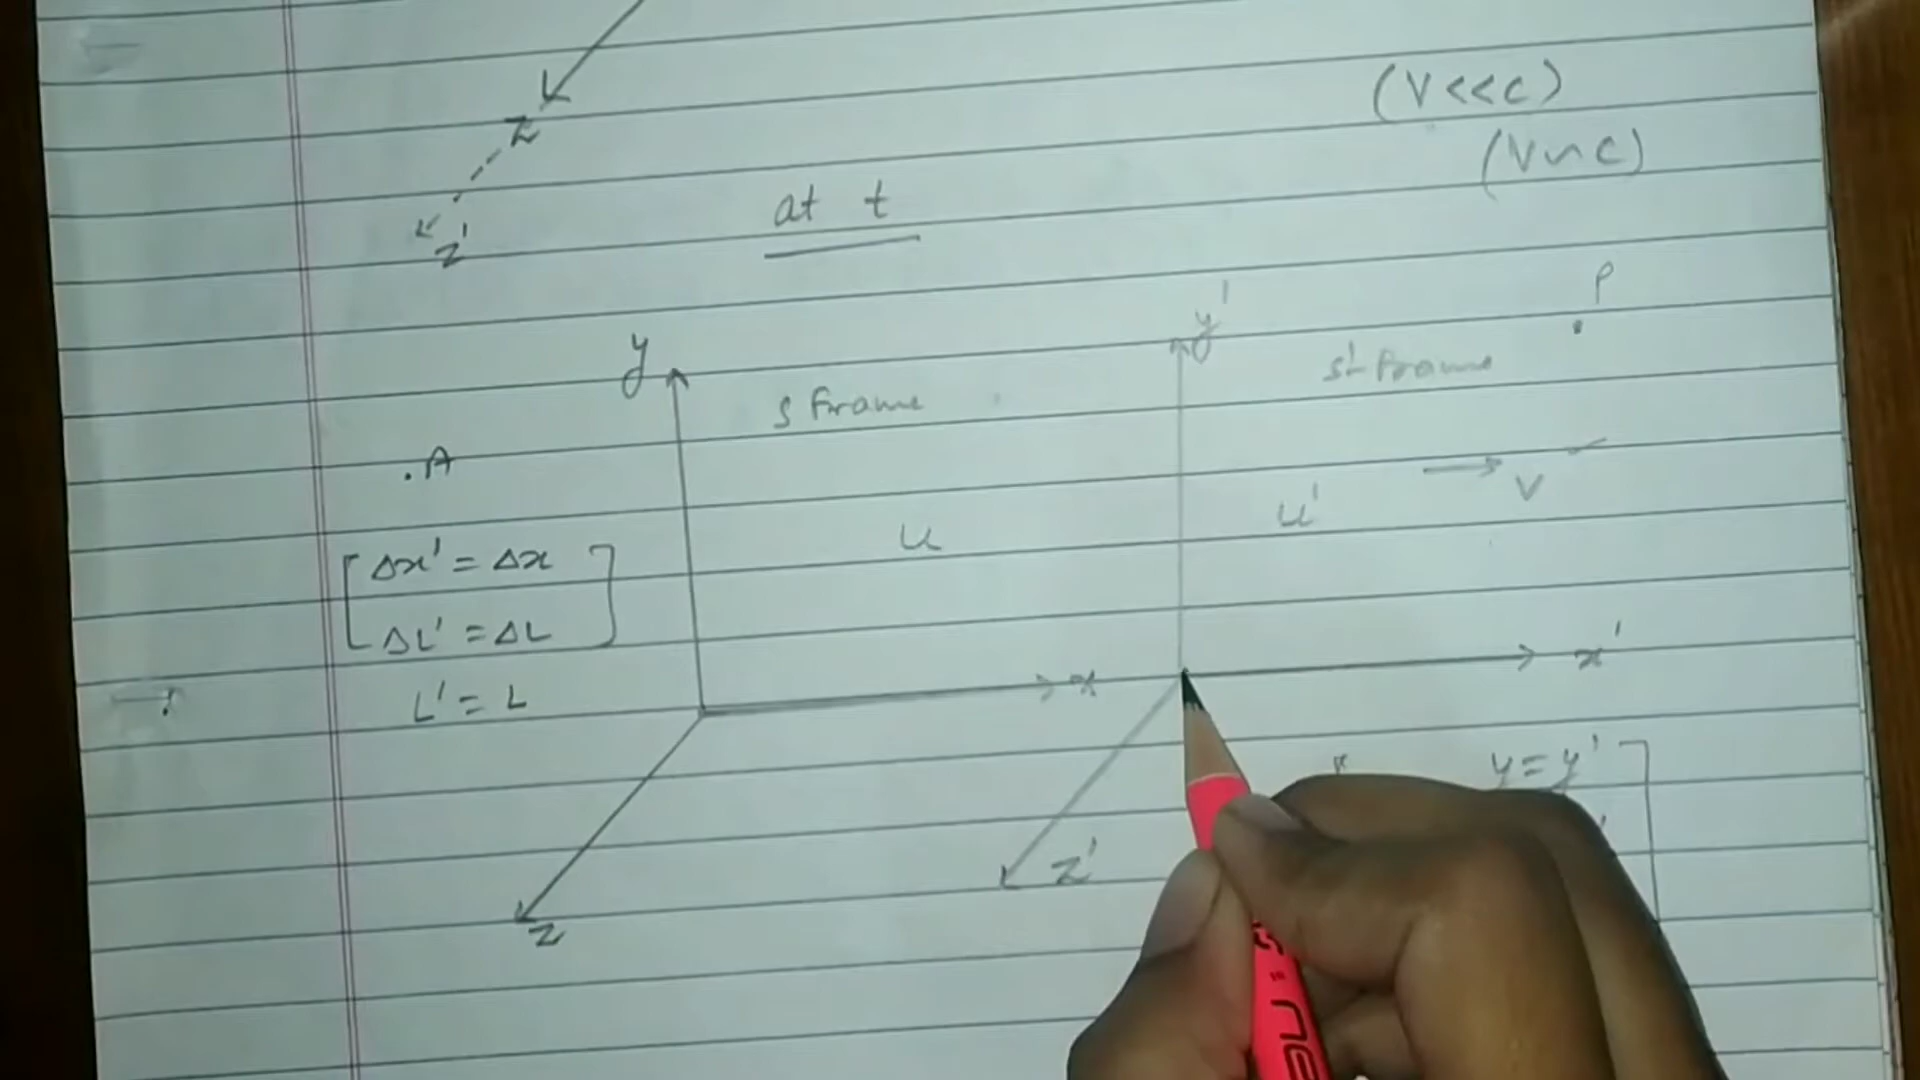 (V<<c)
z
(V~c)
at t
z'
P
y
y'
s frame
s'-frame
.A
V
u
u'
Δx' = Δx
ΔL' = ΔL
x'
x
L' = L
y=y'
z'
z